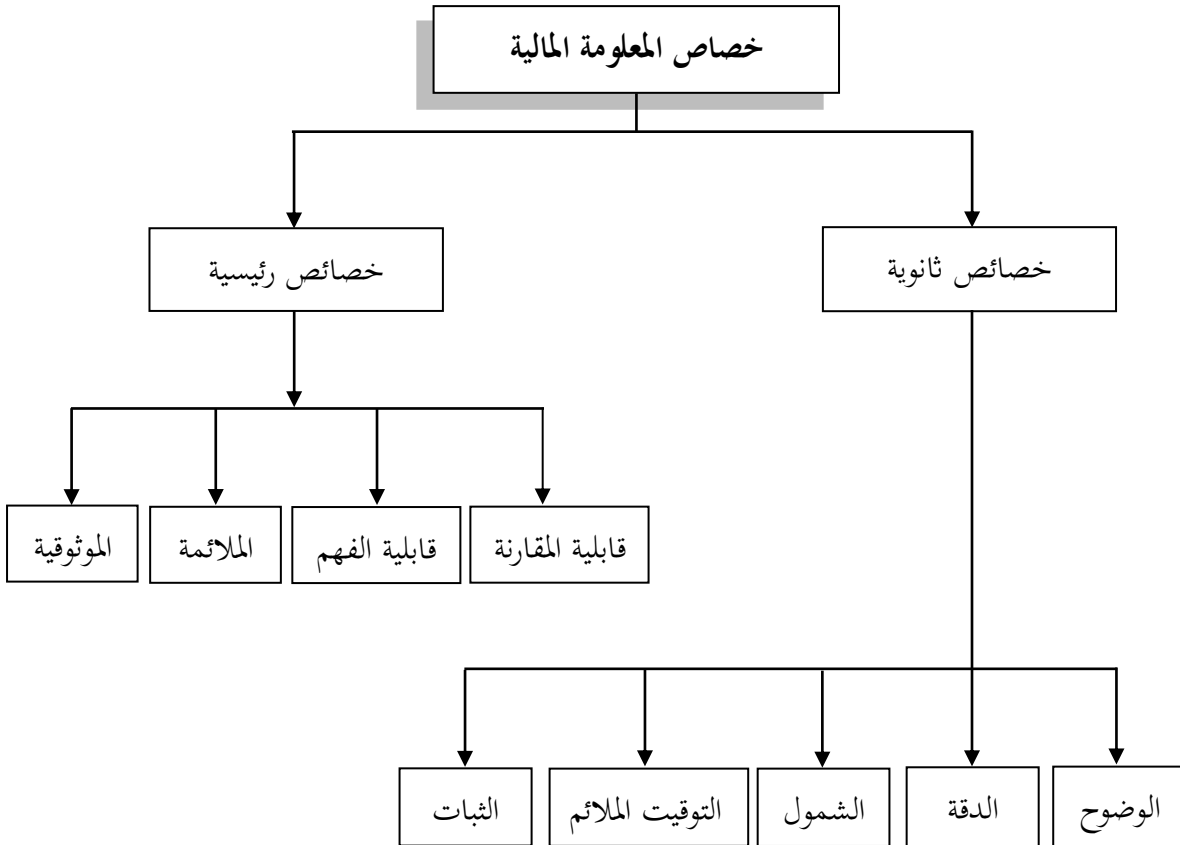 خصاص المعلومة المالية
خصائص ثانوية
خصائص رئيسية
قابلية المقارنة
قابلية الفهم
الملائمة
الموثوقية
الوضوح
الدقة
الشمول
التوقيت الملائم
الثبات